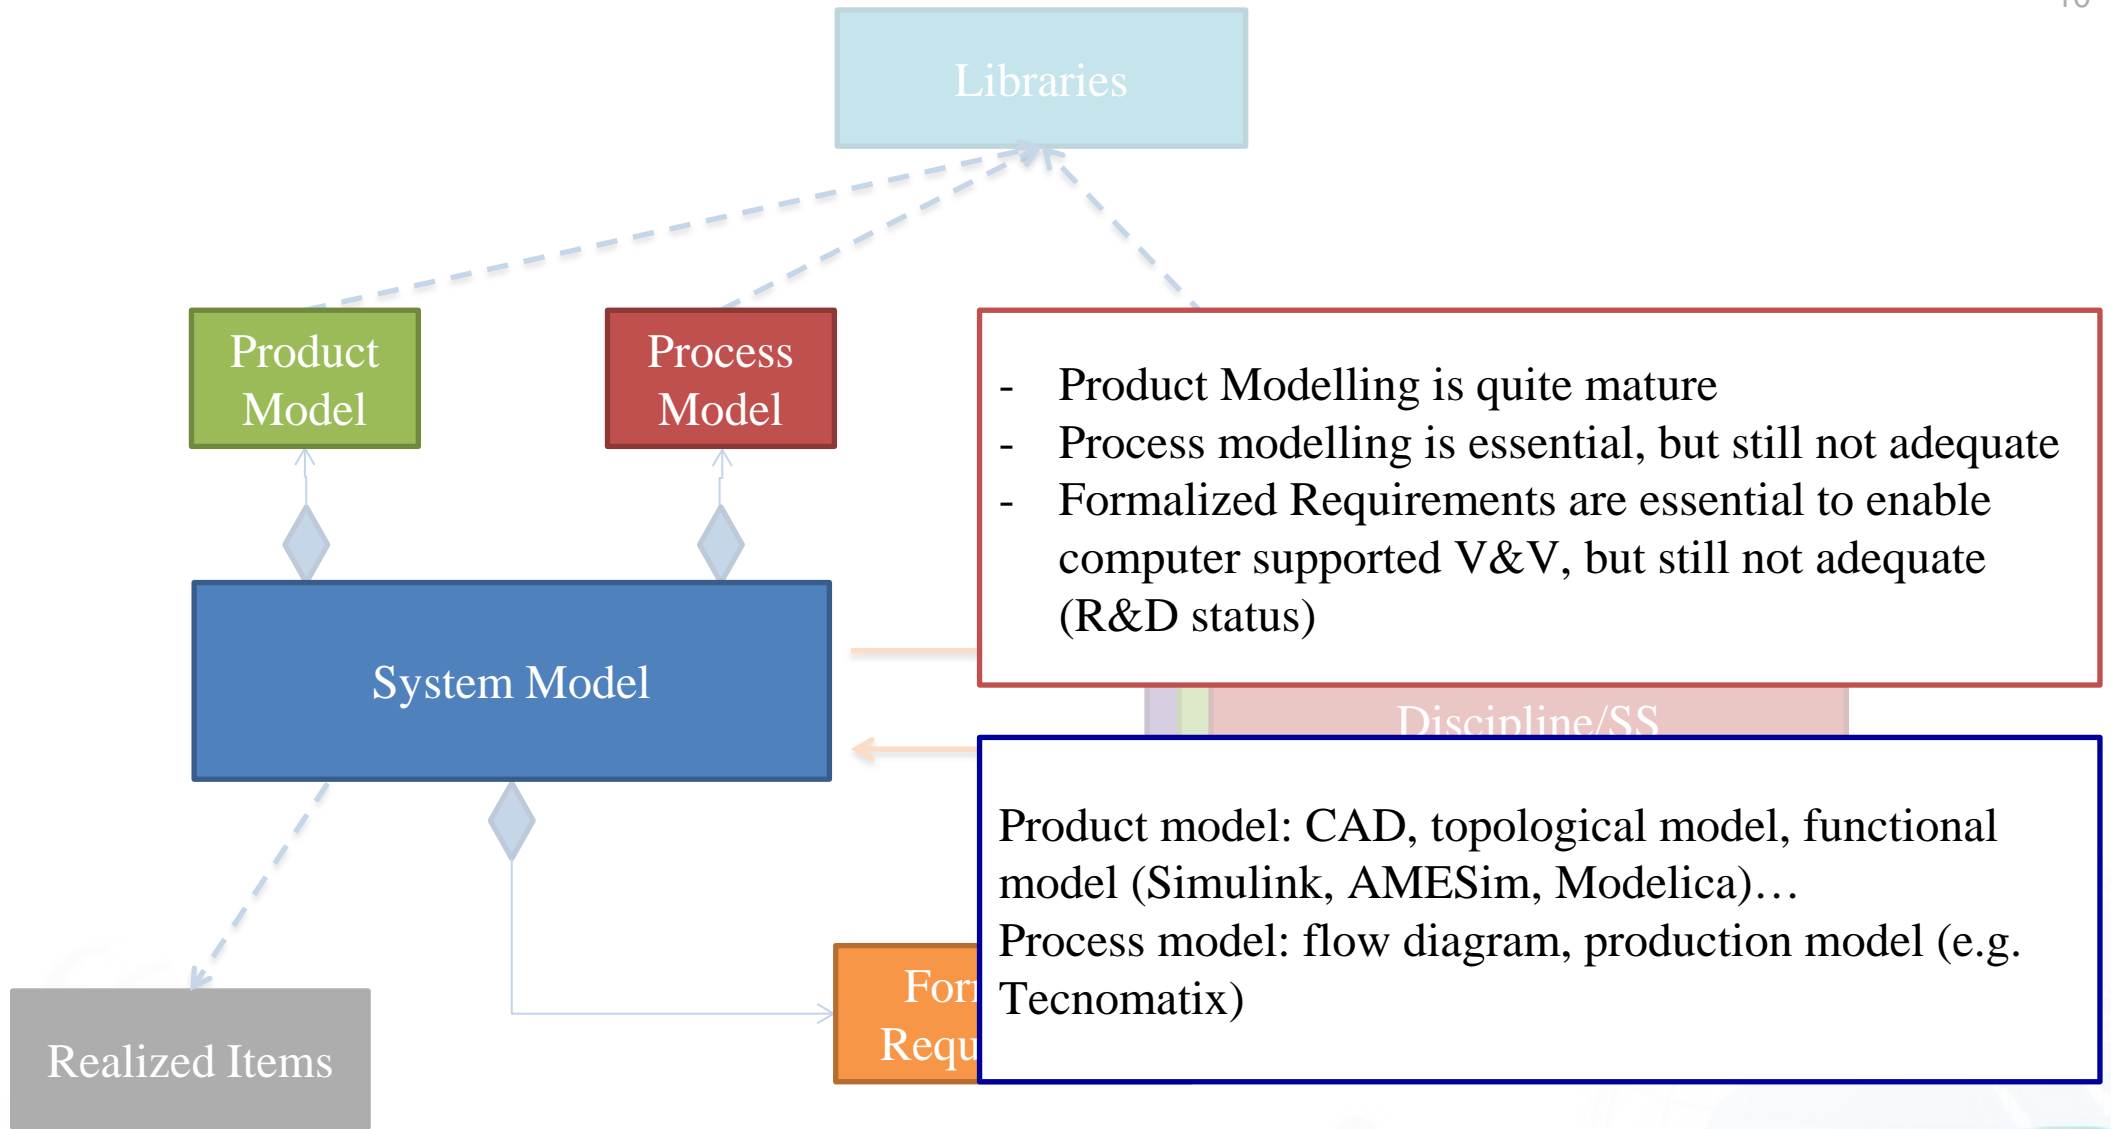 Libraries
Product
Model
Process
Model
- Product Modelling is quite mature
- Process modelling is essential, but still not adequate
- Formalized Requirements are essential to enable
computer supported V&V, but still not adequate
(R&D status)
System Model
Discipline/SS
Product model: CAD, topological model, functional
model (Simulink, AMESim, Modelica)…
Process model: flow diagram, production model (e.g.
Tecnomatix)
Realized Items